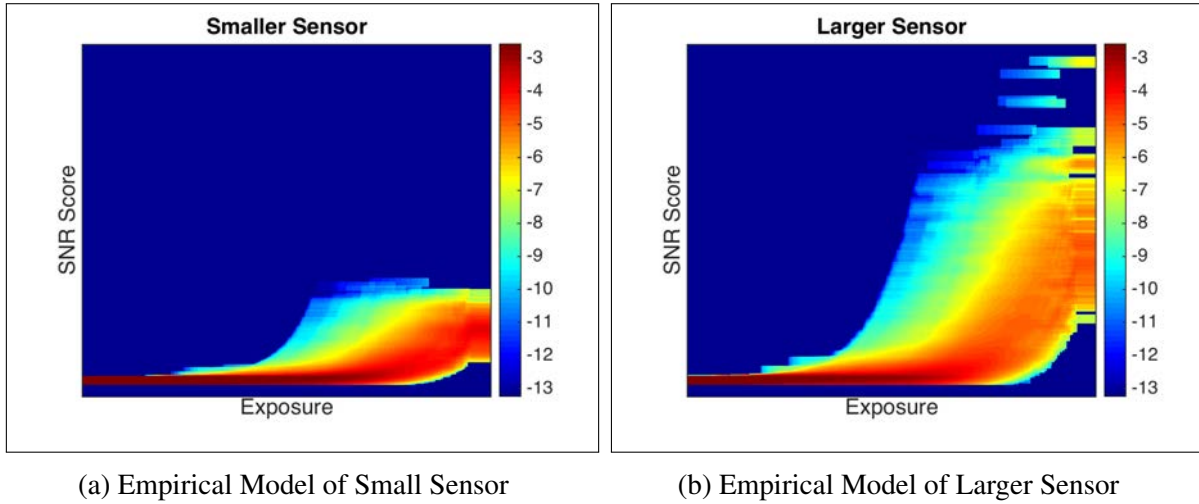 Smaller Sensor
SNR Score
Exposure
-3
-4
-5
-6
-7
-8
-9
-10
-11
-12
-13
(a) Empirical Model of Small Sensor
Larger Sensor
SNR Score
Exposure
-3
-4
-5
-6
-7
-8
-9
-10
-11
-12
-13
(b) Empirical Model of Larger Sensor